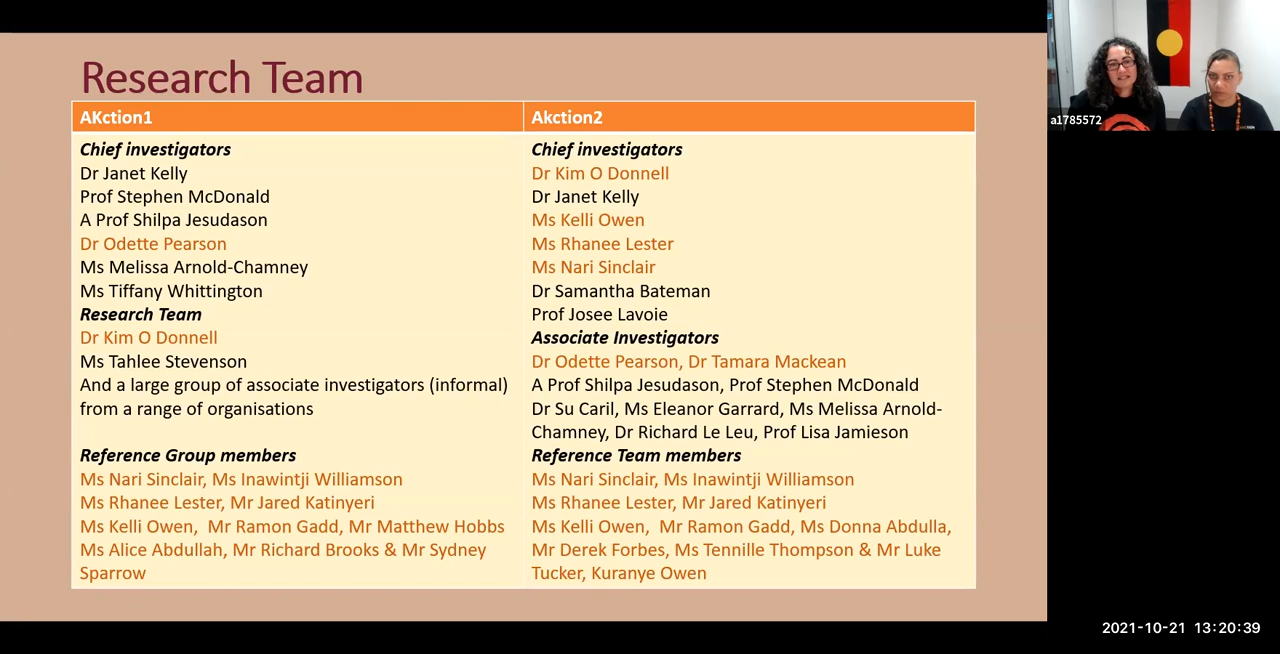 Research Team
AKction1
Chief investigators
Dr Janet Kelly
Prof Stephen McDonald
A Prof Shilpa Jesudason
Dr Odette Pearson
Ms Melissa Arnold-Chamney
Ms Tiffany Whittington
Research Team
Dr Kim O Donnell
Ms Tahlee Stevenson
And a large group of associate investigators (informal)
from a range of organisations
Reference Group members
Ms Nari Sinclair, Ms Inawintji Williamson
Ms Rhanee Lester, Mr Jared Katinyeri
Ms Kelli Owen,  Mr Ramon Gadd, Mr Matthew Hobbs
Ms Alice Abdullah, Mr Richard Brooks & Mr Sydney
Sparrow
Akction2
Chief investigators
Dr Kim O Donnell
Dr Janet Kelly
Ms Kelli Owen
Ms Rhanee Lester
Ms Nari Sinclair
Dr Samantha Bateman
Prof Josee Lavoie
Associate Investigators
Dr Odette Pearson, Dr Tamara Mackean
A Prof Shilpa Jesudason, Prof Stephen McDonald
Dr Su Caril, Ms Eleanor Garrard, Ms Melissa Arnold-
Chamney, Dr Richard Le Leu, Prof Lisa Jamieson
Reference Team members
Ms Nari Sinclair, Ms Inawintji Williamson
Ms Rhanee Lester, Mr Jared Katinyeri
Ms Kelli Owen,  Mr Ramon Gadd, Ms Donna Abdulla,
Mr Derek Forbes, Ms Tennille Thompson & Mr Luke
Tucker, Kuranye Owen
a1785572
2021-10-21 13:20:39